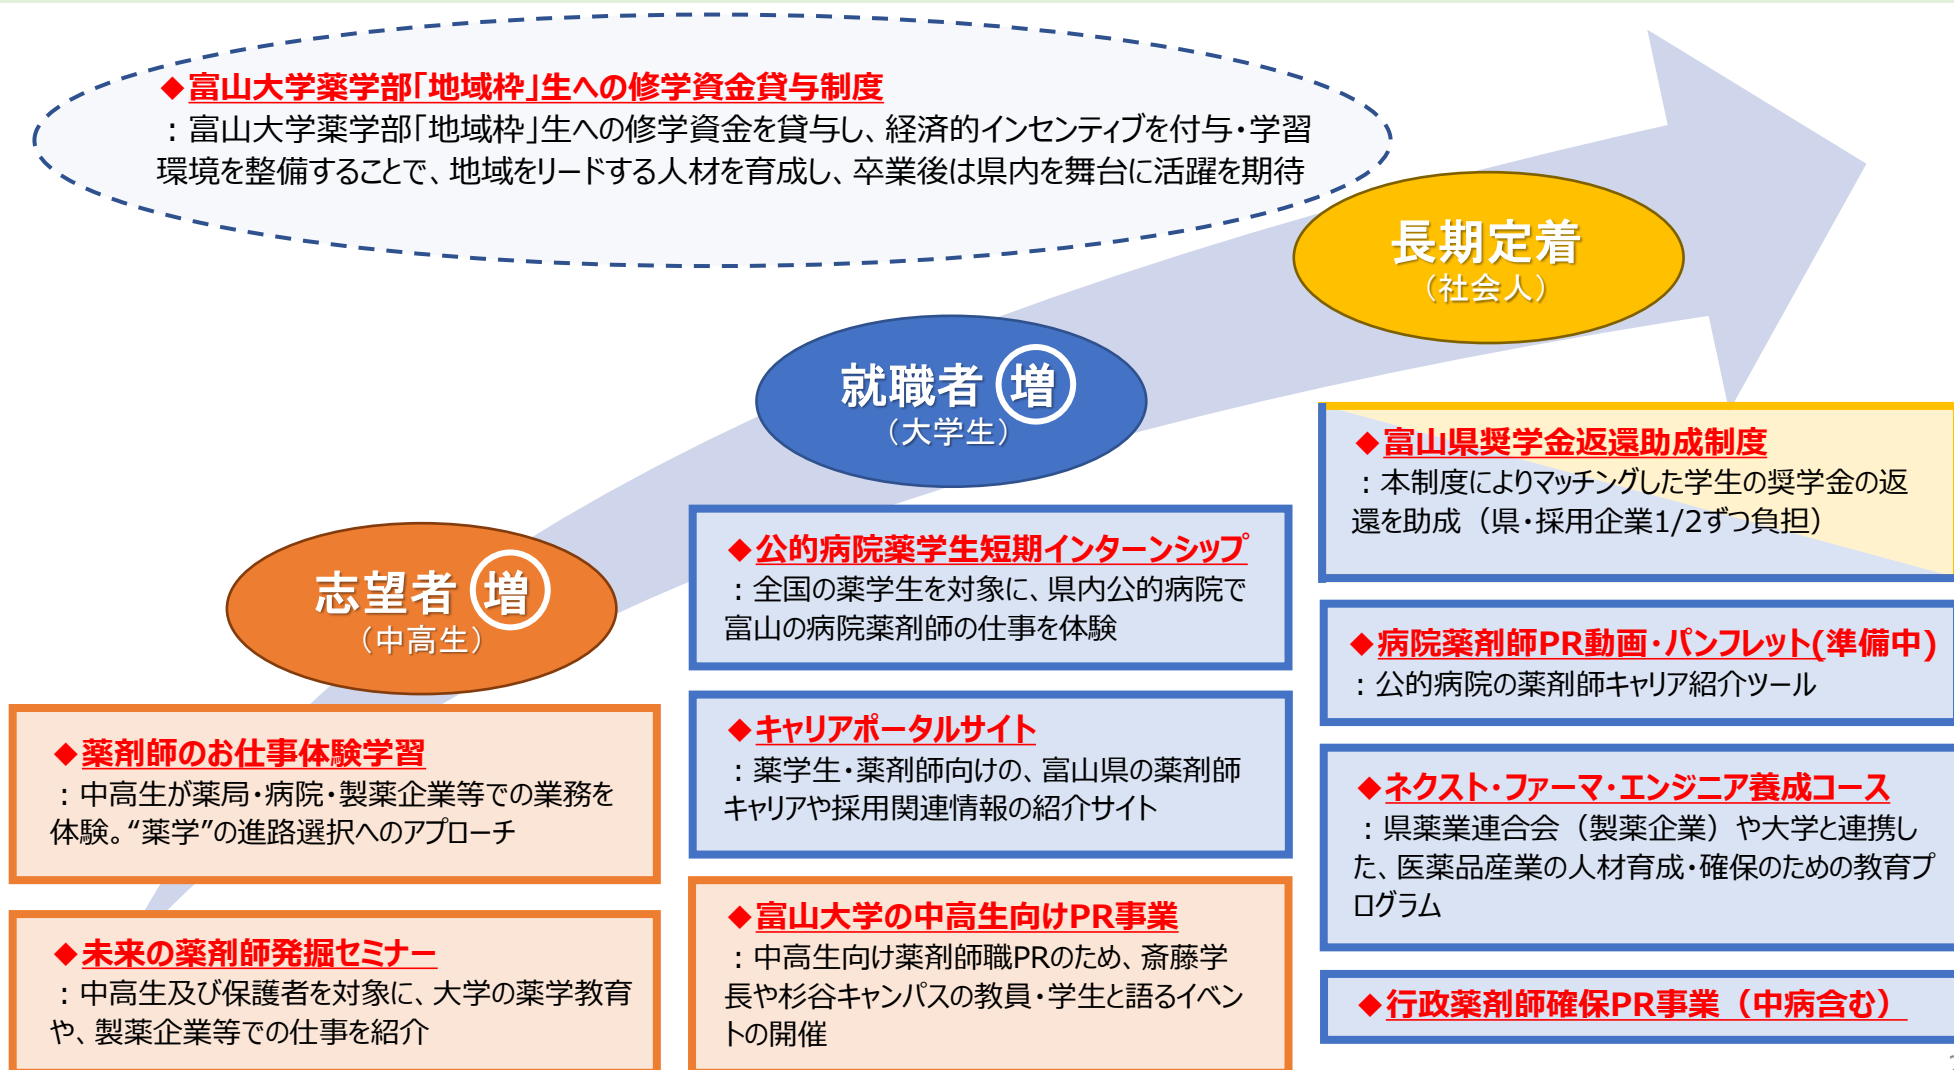 ◆富山大学薬学部「地域枠」生への修学資金貸与制度
：富山大学薬学部「地域枠」生への修学資金を貸与し、経済的インセンティブを付与・学習
環境を整備することで、地域をリードする人材を育成し、卒業後は県内を舞台に活躍を期待
長期定着
（社会人）
就職者 増
（大学生）
志望者 増
（中高生）
◆薬剤師のお仕事体験学習
：中高生が薬局・病院・製薬企業等での業務を
体験。“薬学”の進路選択へのアプローチ
◆未来の薬剤師発掘セミナー
：中高生及び保護者を対象に、大学の薬学教育
や、製薬企業等での仕事を紹介
◆公的病院薬学生短期インターンシップ
：全国の薬学生を対象に、県内公的病院で
富山の病院薬剤師の仕事を体験
◆キャリアポータルサイト
：薬学生・薬剤師向けの、富山県の薬剤師
キャリアや採用関連情報の紹介サイト
◆富山大学の中高生向けPR事業
：中高生向け薬剤師職PRのため、斎藤学
長や杉谷キャンパスの教員・学生と語るイベン
トの開催
◆富山県奨学金返還助成制度
：本制度によりマッチングした学生の奨学金の返
還を助成（県・採用企業1/2ずつ負担）
◆病院薬剤師PR動画・パンフレット(準備中)
：公的病院の薬剤師キャリア紹介ツール
◆ネクスト・ファーマ・エンジニア養成コース
：県薬業連合会（製薬企業）や大学と連携し
た、医薬品産業の人材育成・確保のための教育プ
ログラム
◆行政薬剤師確保PR事業（中病含む）